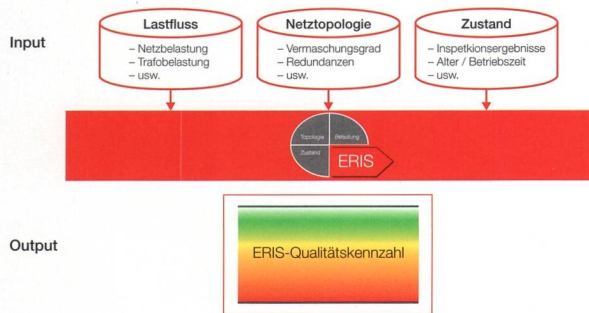 Input
Lastfluss
– Netzbelastung
– Trafobelastung
– usw.
Netztopologie
– Vermaschungsgrad
– Redundanzen
– usw.
Zustand
– Inspetkionsergebnisse
– Alter / Betriebszeit
– usw.
Topologie
Belastung
Zustand
ERIS
Output
ERIS-Qualitätskennzahl